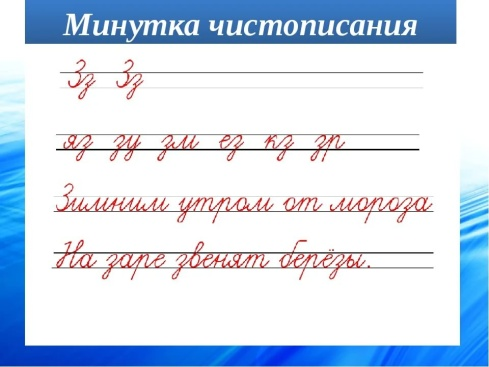 Минутка чистописания
Зз Зз
яз зу зм ез кз зр
Зимним утром от мороза
На заре звенят берёзы.